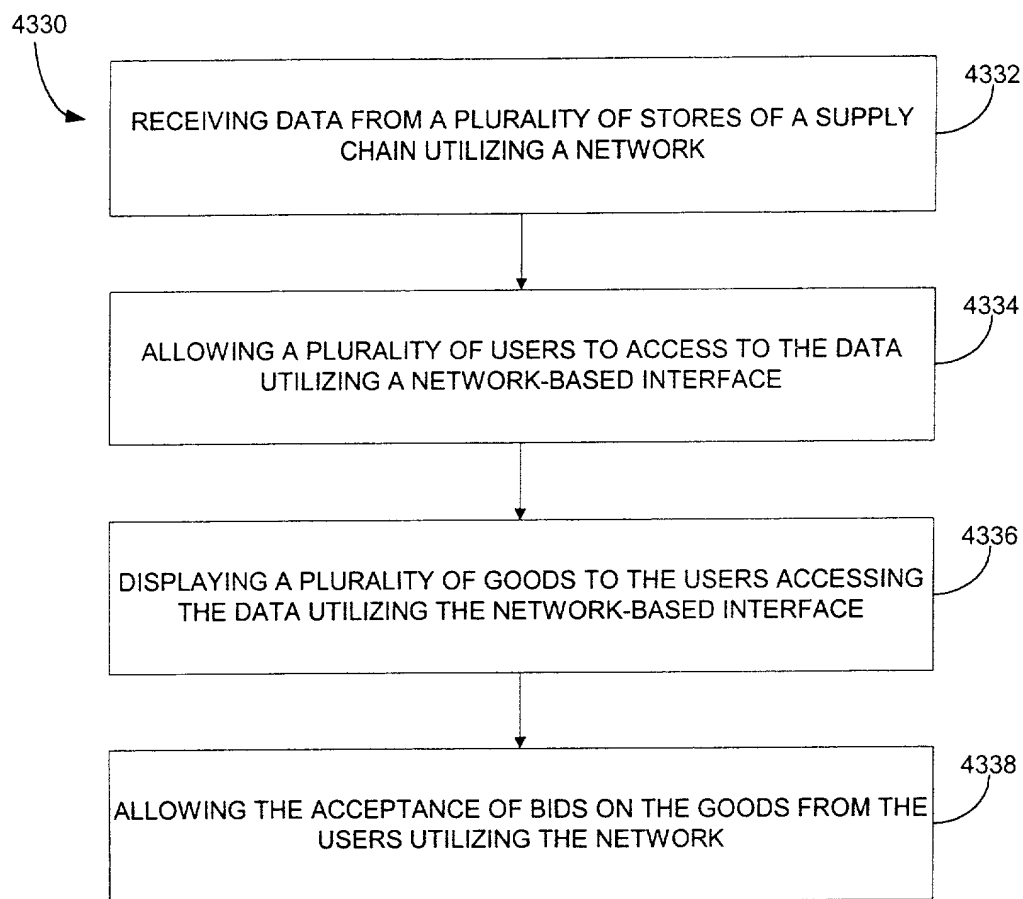 4330
4332
RECEIVING DATA FROM A PLURALITY OF STORES OF A SUPPLY
CHAIN UTILIZING A NETWORK
4334
ALLOWING A PLURALITY OF USERS TO ACCESS TO THE DATA
UTILIZING A NETWORK-BASED INTERFACE
4336
DISPLAYING A PLURALITY OF GOODS TO THE USERS ACCESSING
THE DATA UTILIZING THE NETWORK-BASED INTERFACE
4338
ALLOWING THE ACCEPTANCE OF BIDS ON THE GOODS FROM THE
USERS UTILIZING THE NETWORK